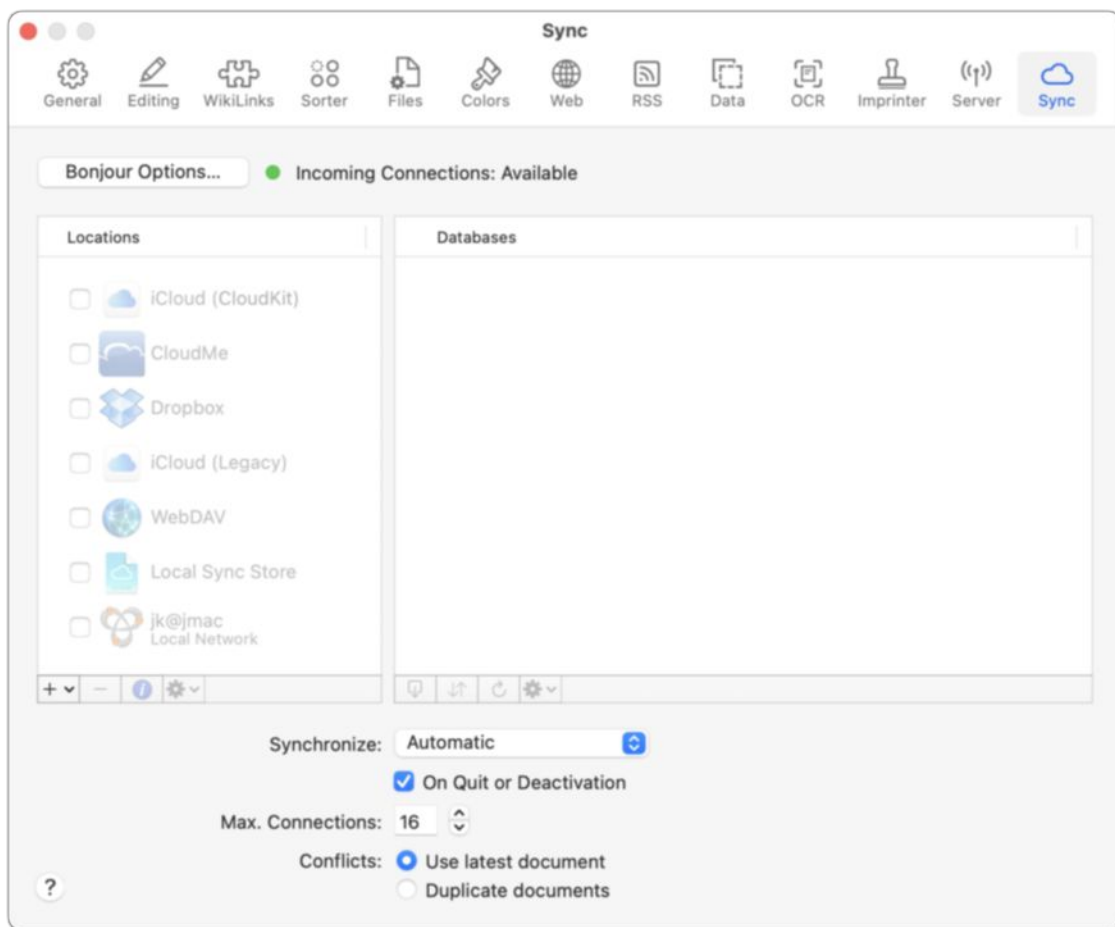 Sync
General Editing WikiLinks Sorter Files Colors Web RSS Data OCR Imprinter Server Sync
Bonjour Options... Incoming Connections: Available
Locations
Databases
iCloud (CloudKit)
CloudMe
Dropbox
iCloud (Legacy)
WebDAV
Local Sync Store
jk@jmac
Local Network
Synchronize: Automatic
On Quit or Deactivation
Max. Connections: 16
Conflicts: Use latest document
Duplicate documents
?